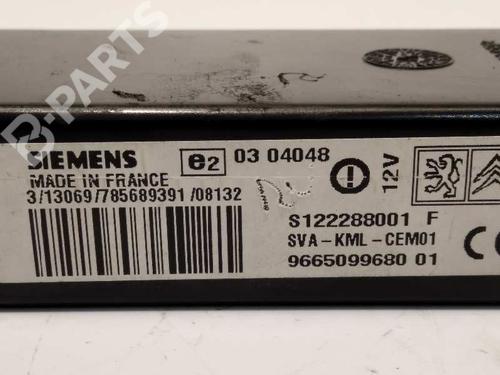 B-PARTS
SIEMENS
e2 03 04048
MADE IN FRANCE
12V
3/13069/785689391/08132
S122288001 F
SVA-KML-CEM01
9665099680 01
CE